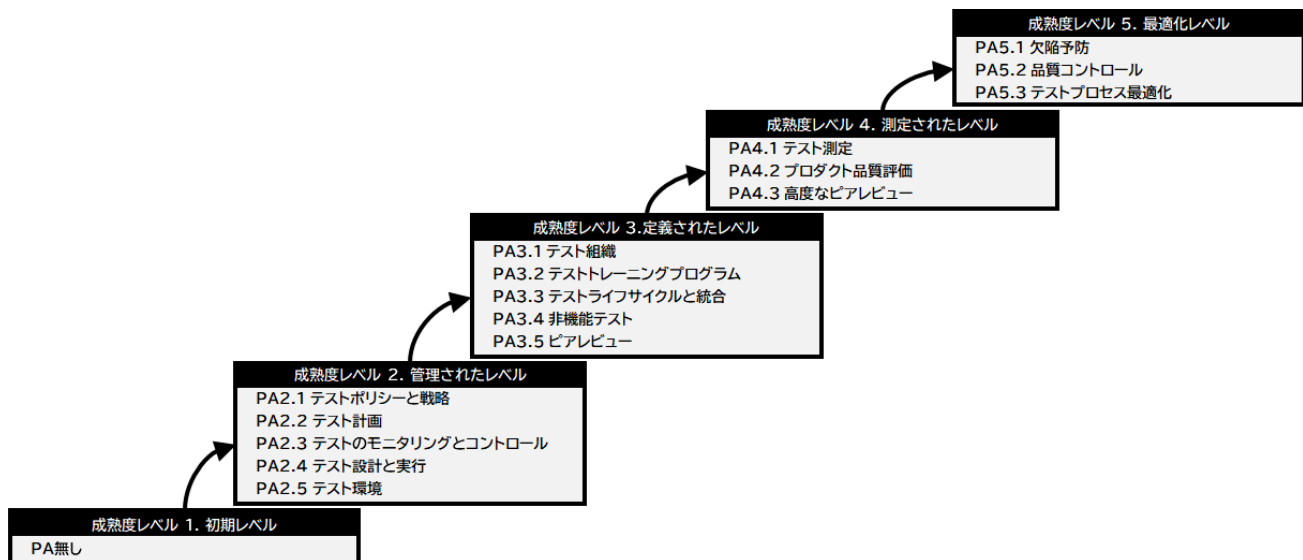 成熟度レベル 5. 最適化レベル
PA5.1 欠陥予防
PA5.2 品質コントロール
PA5.3 テストプロセス最適化
成熟度レベル 4. 測定されたレベル
PA4.1 テスト測定
PA4.2 プロダクト品質評価
PA4.3 高度なピアレビュー
成熟度レベル 3.定義されたレベル
PA3.1 テスト組織
PA3.2 テストトレーニングプログラム
PA3.3 テストライフサイクルと統合
PA3.4 非機能テスト
PA3.5 ピアレビュー
成熟度レベル 2. 管理されたレベル
PA2.1 テストポリシーと戦略
PA2.2 テスト計画
PA2.3 テストのモニタリングとコントロール
PA2.4 テスト設計と実行
PA2.5 テスト環境
成熟度レベル 1. 初期レベル
PA無し